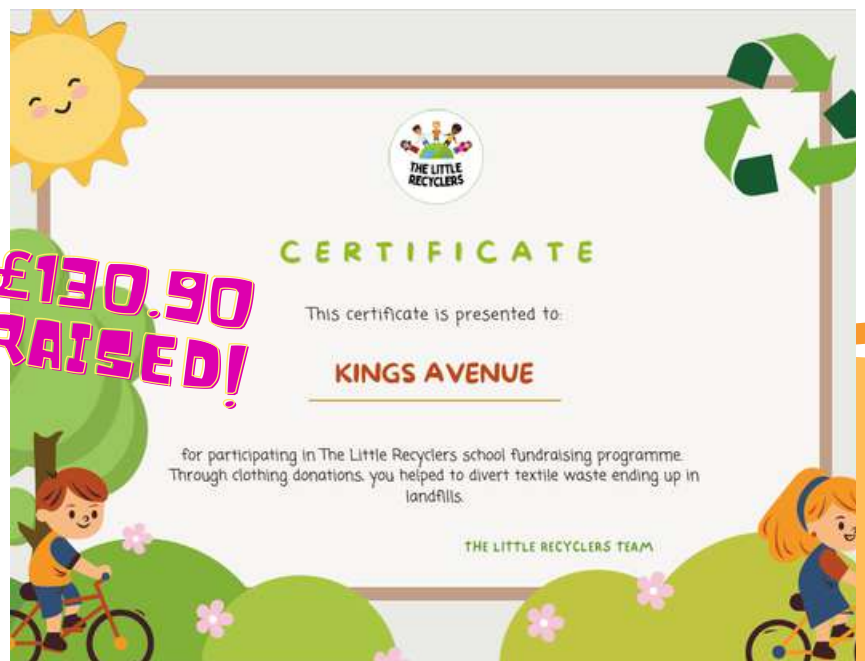 THE LITTLE
RECYCLERS
CERTIFICATE
£130.90
RAISED!
This certificate is presented to:
KINGS AVENUE
for participating in The Little Recyclers school fundraising programme.
Through clothing donations, you helped to divert textile waste ending up in
landfills.
THE LITTLE RECYCLERS TEAM